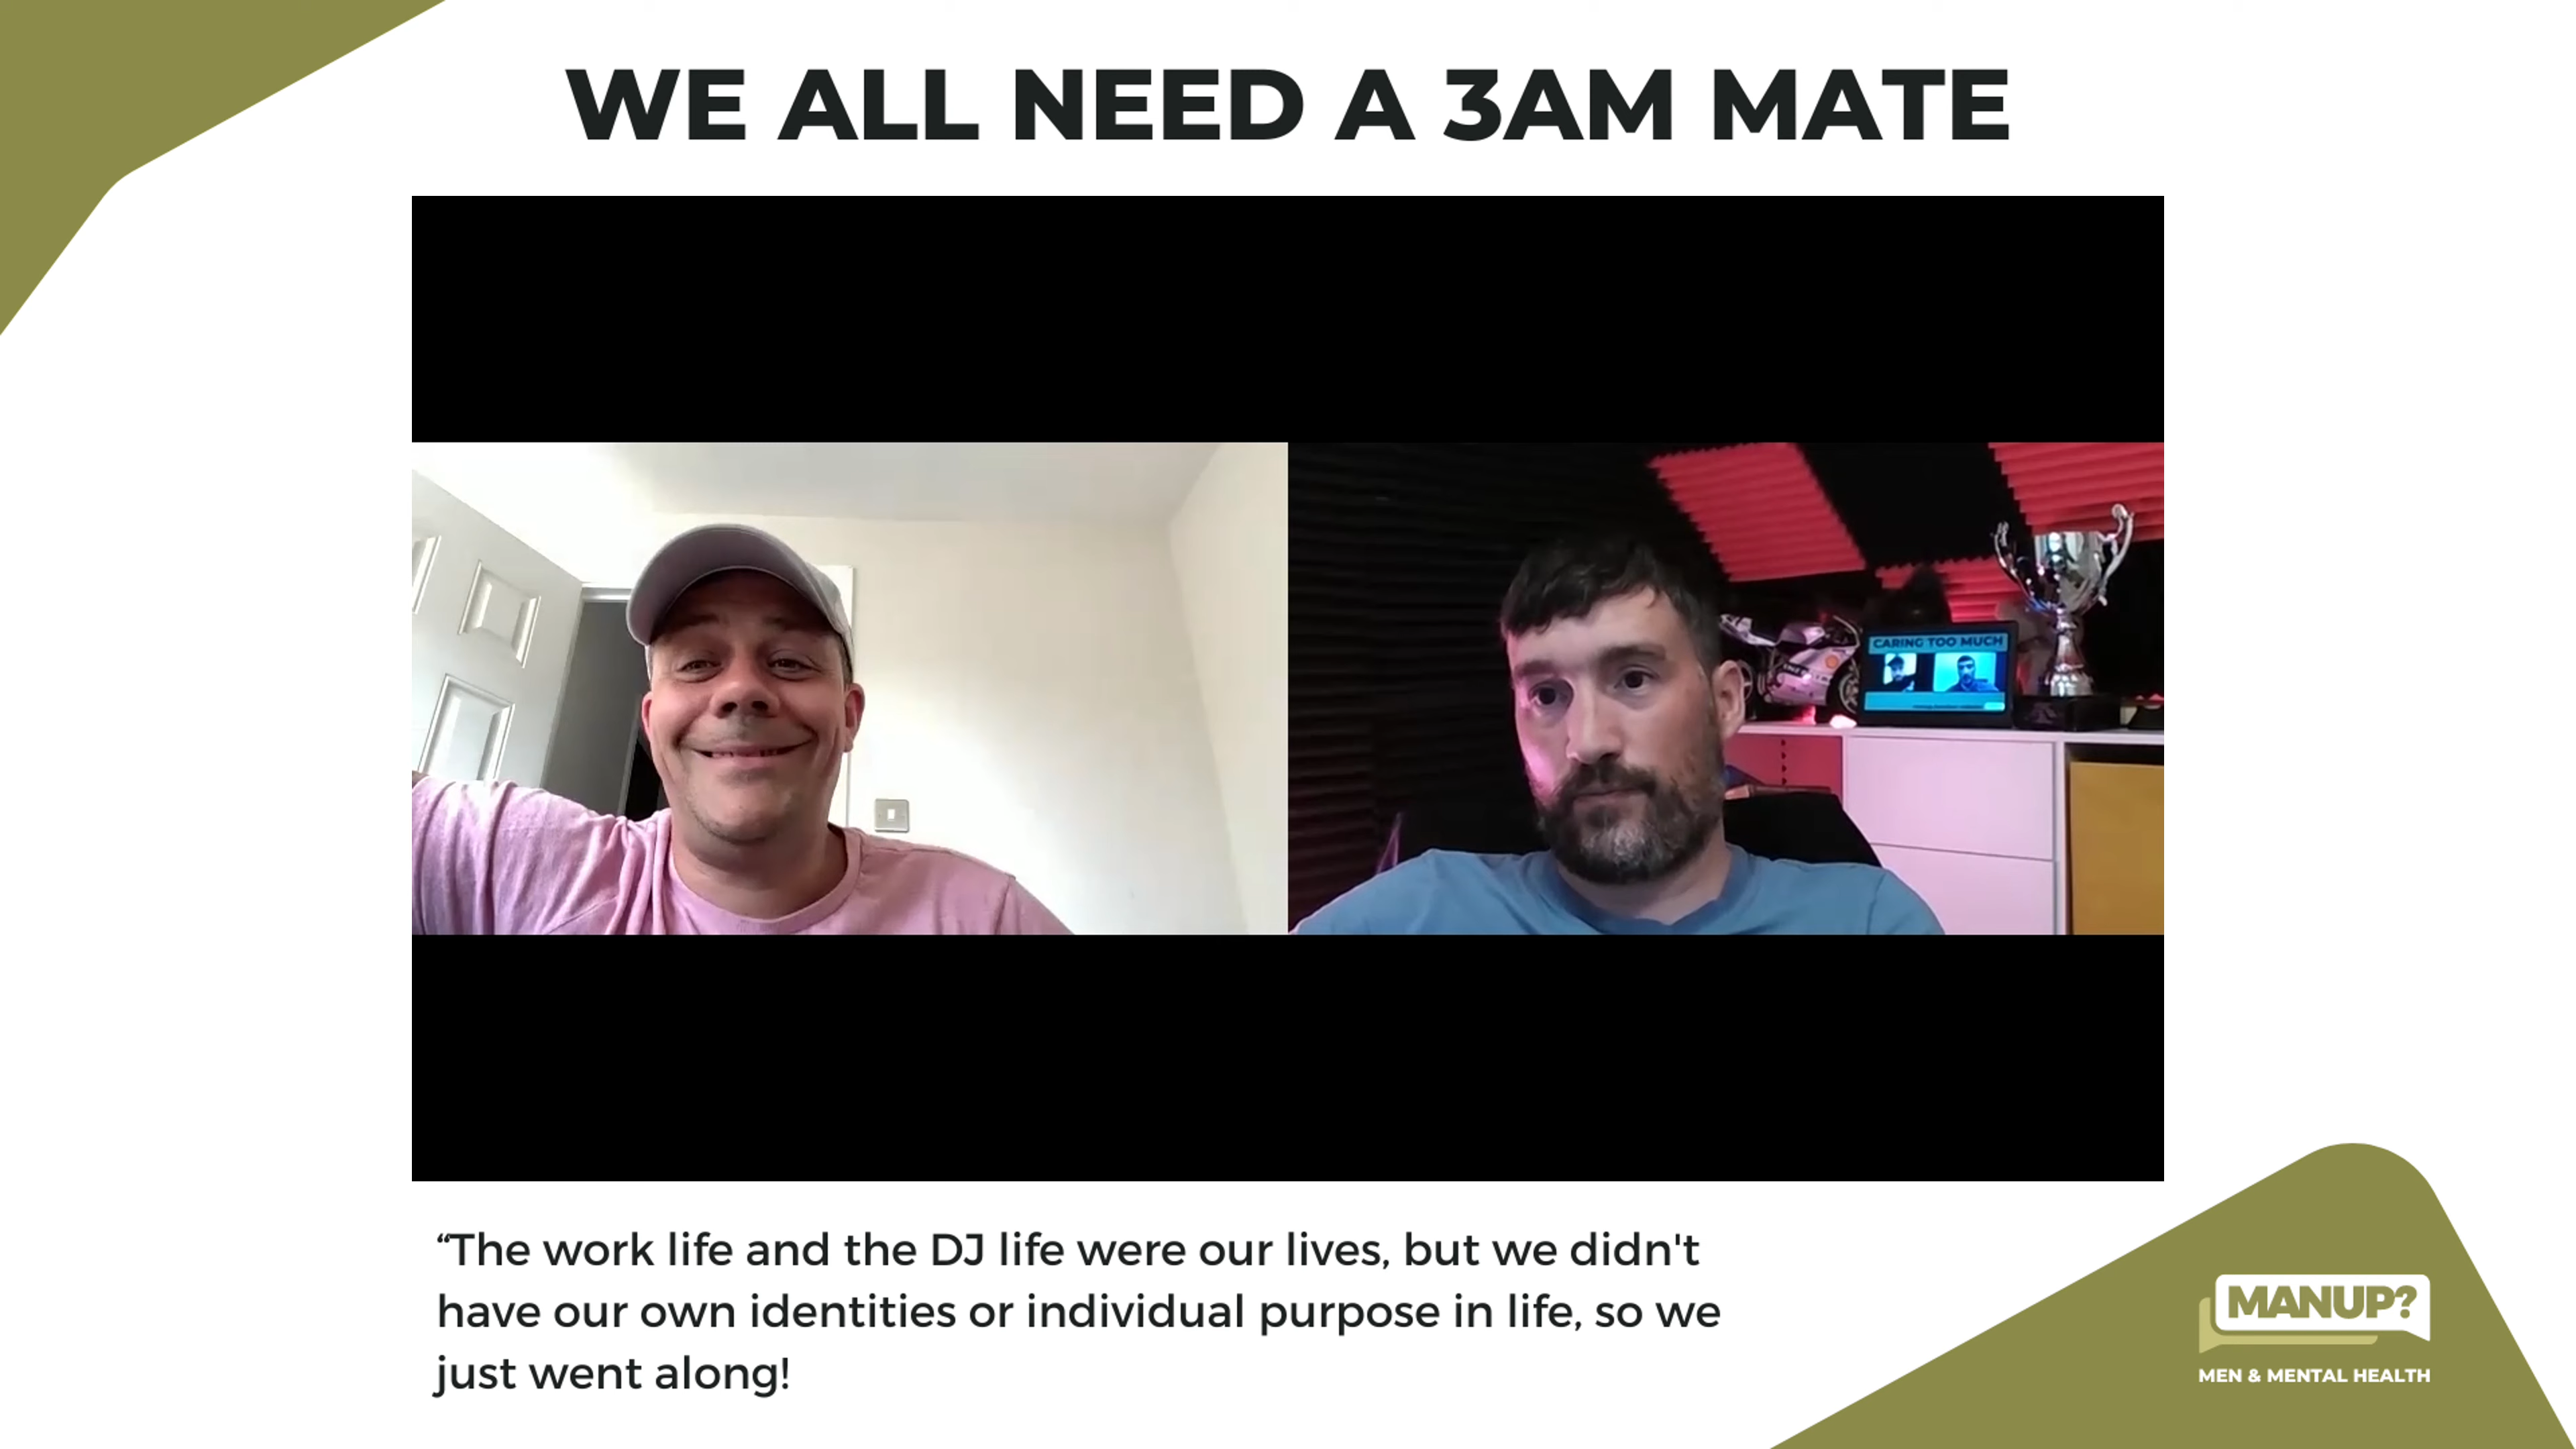 WE ALL NEED A 3AM MATE
CARING TOO MUCH
“The work life and the DJ life were our lives, but we didn't
have our own identities or individual purpose in life, so we
just went along!
MANUP?
MEN & MENTAL HEALTH